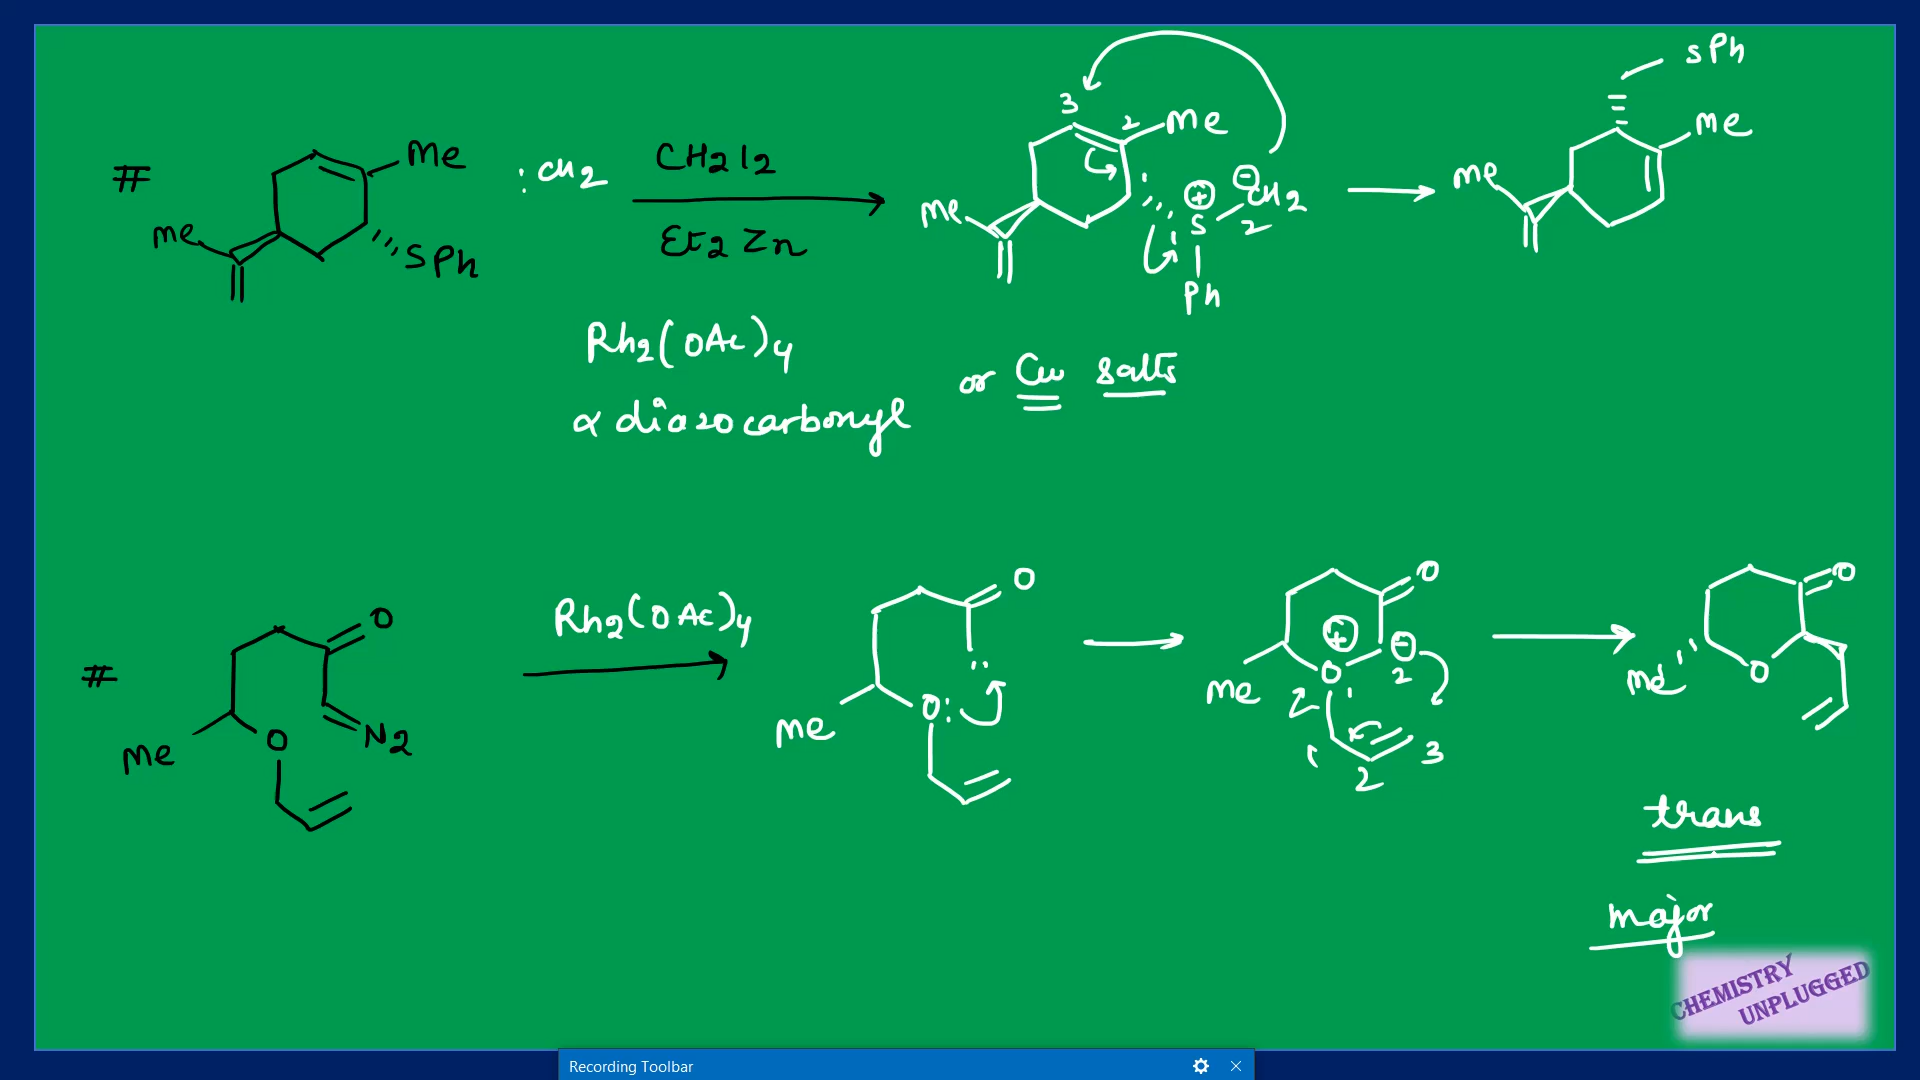 #
Me
Me
SPh
:CH2
CH2I2
Et2Zn
3
2
Me
Me
⊕
S
⊖
CH2
2
1
Ph
sPh
Me
Me
Rh2(OAc)4
α diazocarbonyl
or Cu salts
#
O
N2
O
Me
Rh2(OAc)4
O
O:
Me
O
⊕
⊖
2
O
1
Me
1
2
3
O
O
Me
trans
major
CHEMISTRY
UNPLUGGED
Recording Toolbar